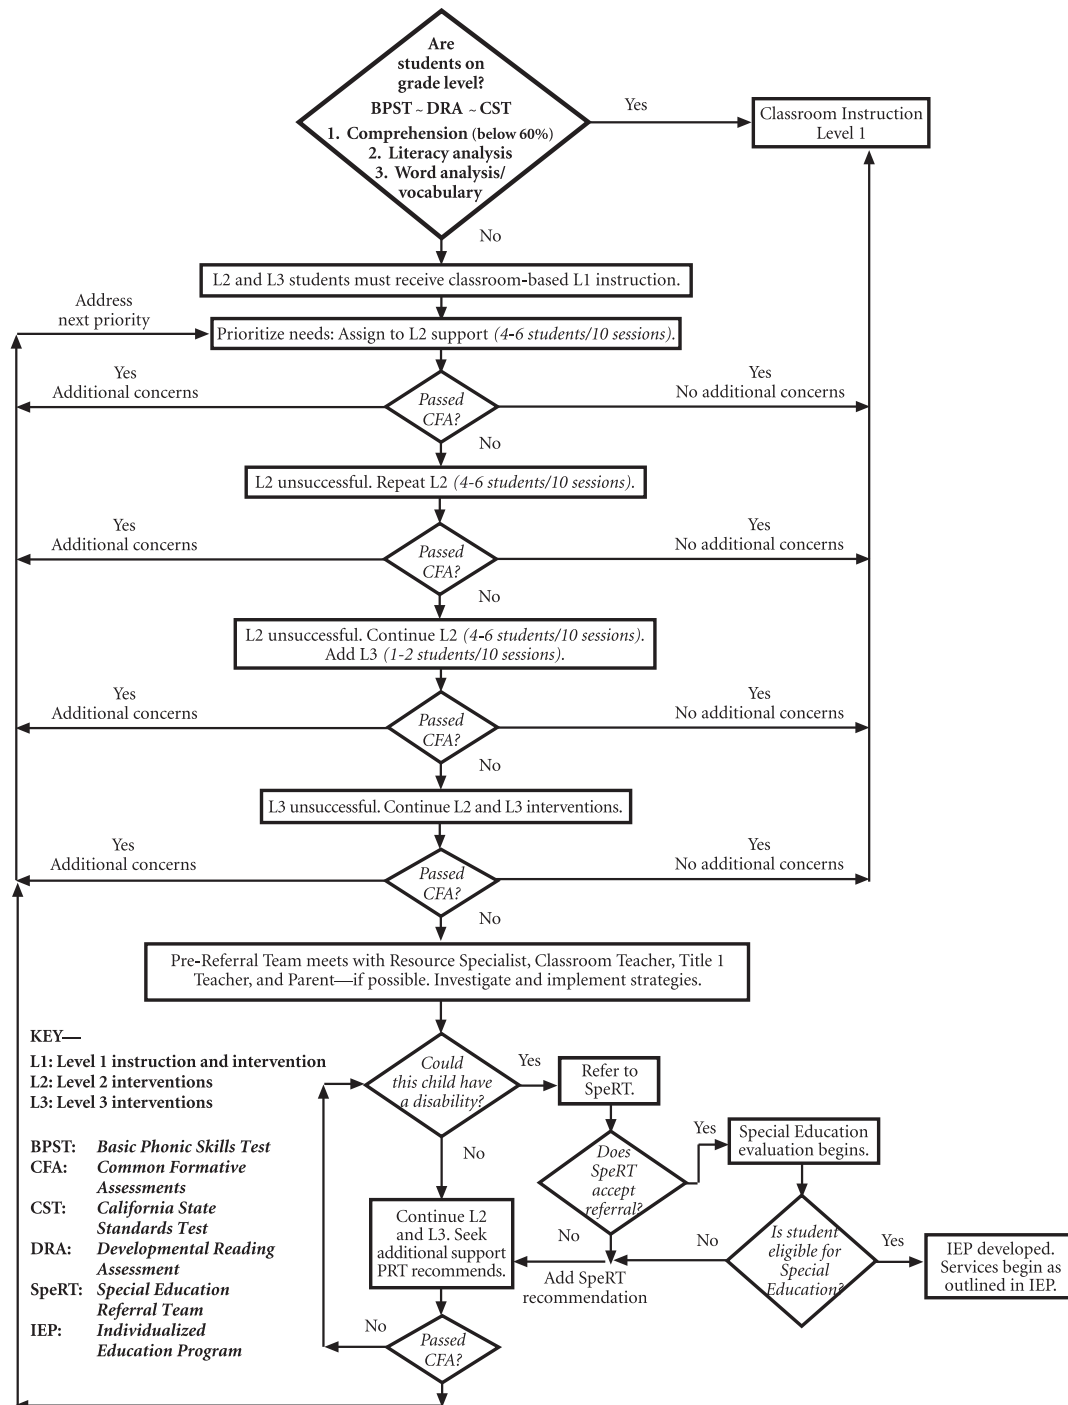 Are
students on
grade level?
BPST ~ DRA ~ CST
1. Comprehension (below 60%)
2. Literacy analysis
3. Word analysis/
vocabulary
Yes
Classroom Instruction
Level 1
No
L2 and L3 students must receive classroom-based L1 instruction.
Address
next priority
Prioritize needs: Assign to L2 support (4-6 students/10 sessions).
Yes
Additional concerns
Passed
CFA?
Yes
No additional concerns
No
L2 unsuccessful. Repeat L2 (4-6 students/10 sessions).
Yes
Additional concerns
Passed
CFA?
Yes
No additional concerns
No
L2 unsuccessful. Continue L2 (4-6 students/10 sessions).
Add L3 (1-2 students/10 sessions).
Yes
Additional concerns
Passed
CFA?
Yes
No additional concerns
No
L3 unsuccessful. Continue L2 and L3 interventions.
Yes
Additional concerns
Passed
CFA?
Yes
No additional concerns
No
Pre-Referral Team meets with Resource Specialist, Classroom Teacher, Title 1
Teacher, and Parent—if possible. Investigate and implement strategies.
KEY—
L1: Level 1 instruction and intervention
L2: Level 2 interventions
L3: Level 3 interventions
BPST: Basic Phonic Skills Test
CFA: Common Formative
Assessments
CST: California State
Standards Test
DRA: Developmental Reading
Assessment
SpeRT: Special Education
Referral Team
IEP: Individualized
Education Program
Could
this child have
a disability?
Yes
Refer to
SpeRT.
No
Does
SpeRT
accept
referral?
Yes
Special Education
evaluation begins.
Continue L2
and L3. Seek
additional support
PRT recommends.
No
Add SpeRT
recommendation
No
Is student
eligible for
Special
Education?
Yes
IEP developed.
Services begin as
outlined in IEP.
No
Passed
CFA?